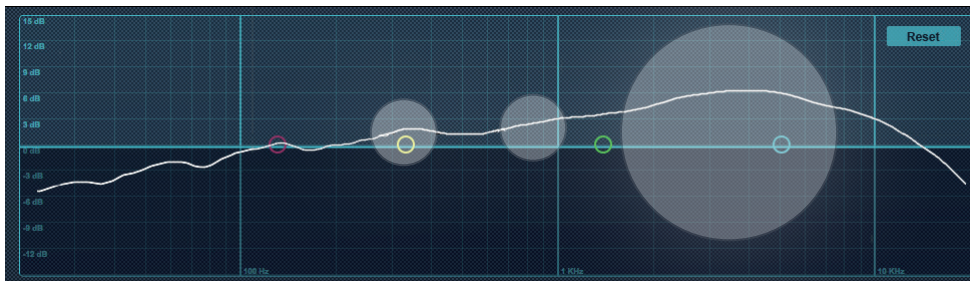 15 dB
Reset
12 dB
9 dB
6 dB
3 dB
0 dB
-3 dB
-6 dB
-9 dB
-12 dB
100 Hz
1 KHz
10 KHz